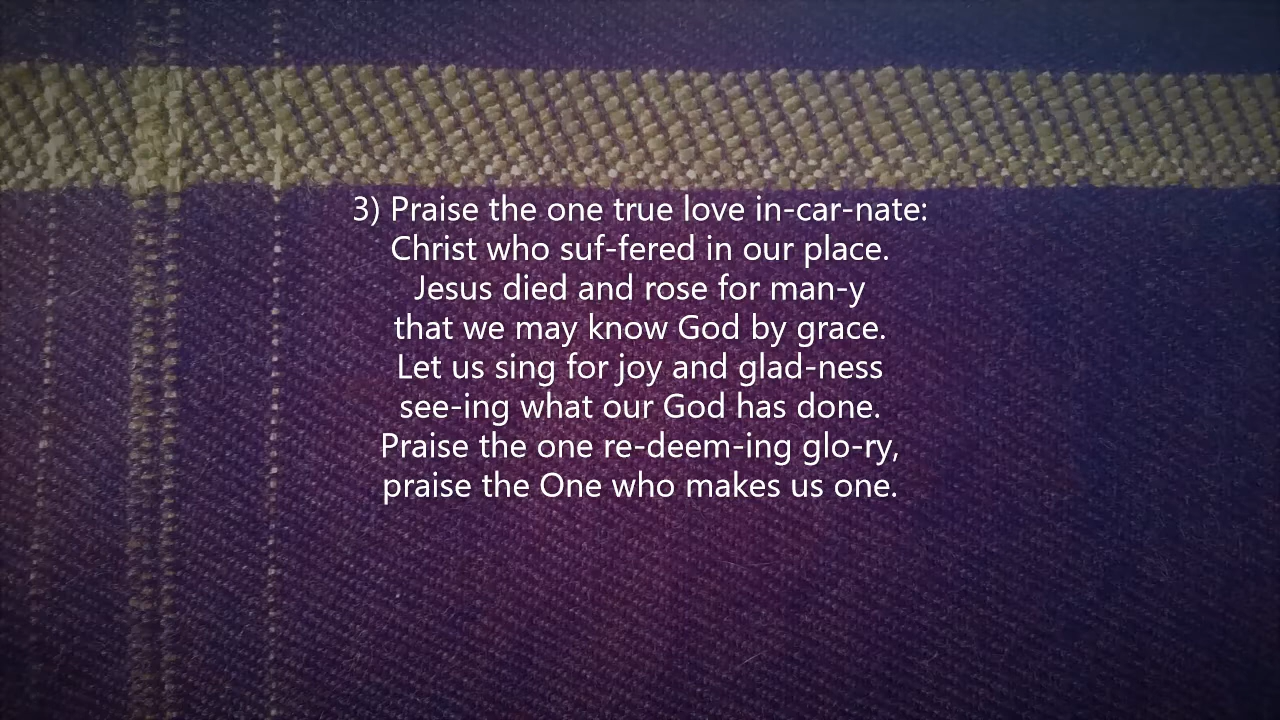 3) Praise the one true love in-car-nate:
Christ who suf-fered in our place.
Jesus died and rose for man-y
that we may know God by grace.
Let us sing for joy and glad-ness
see-ing what our God has done.
Praise the one re-deem-ing glo-ry,
praise the One who makes us one.